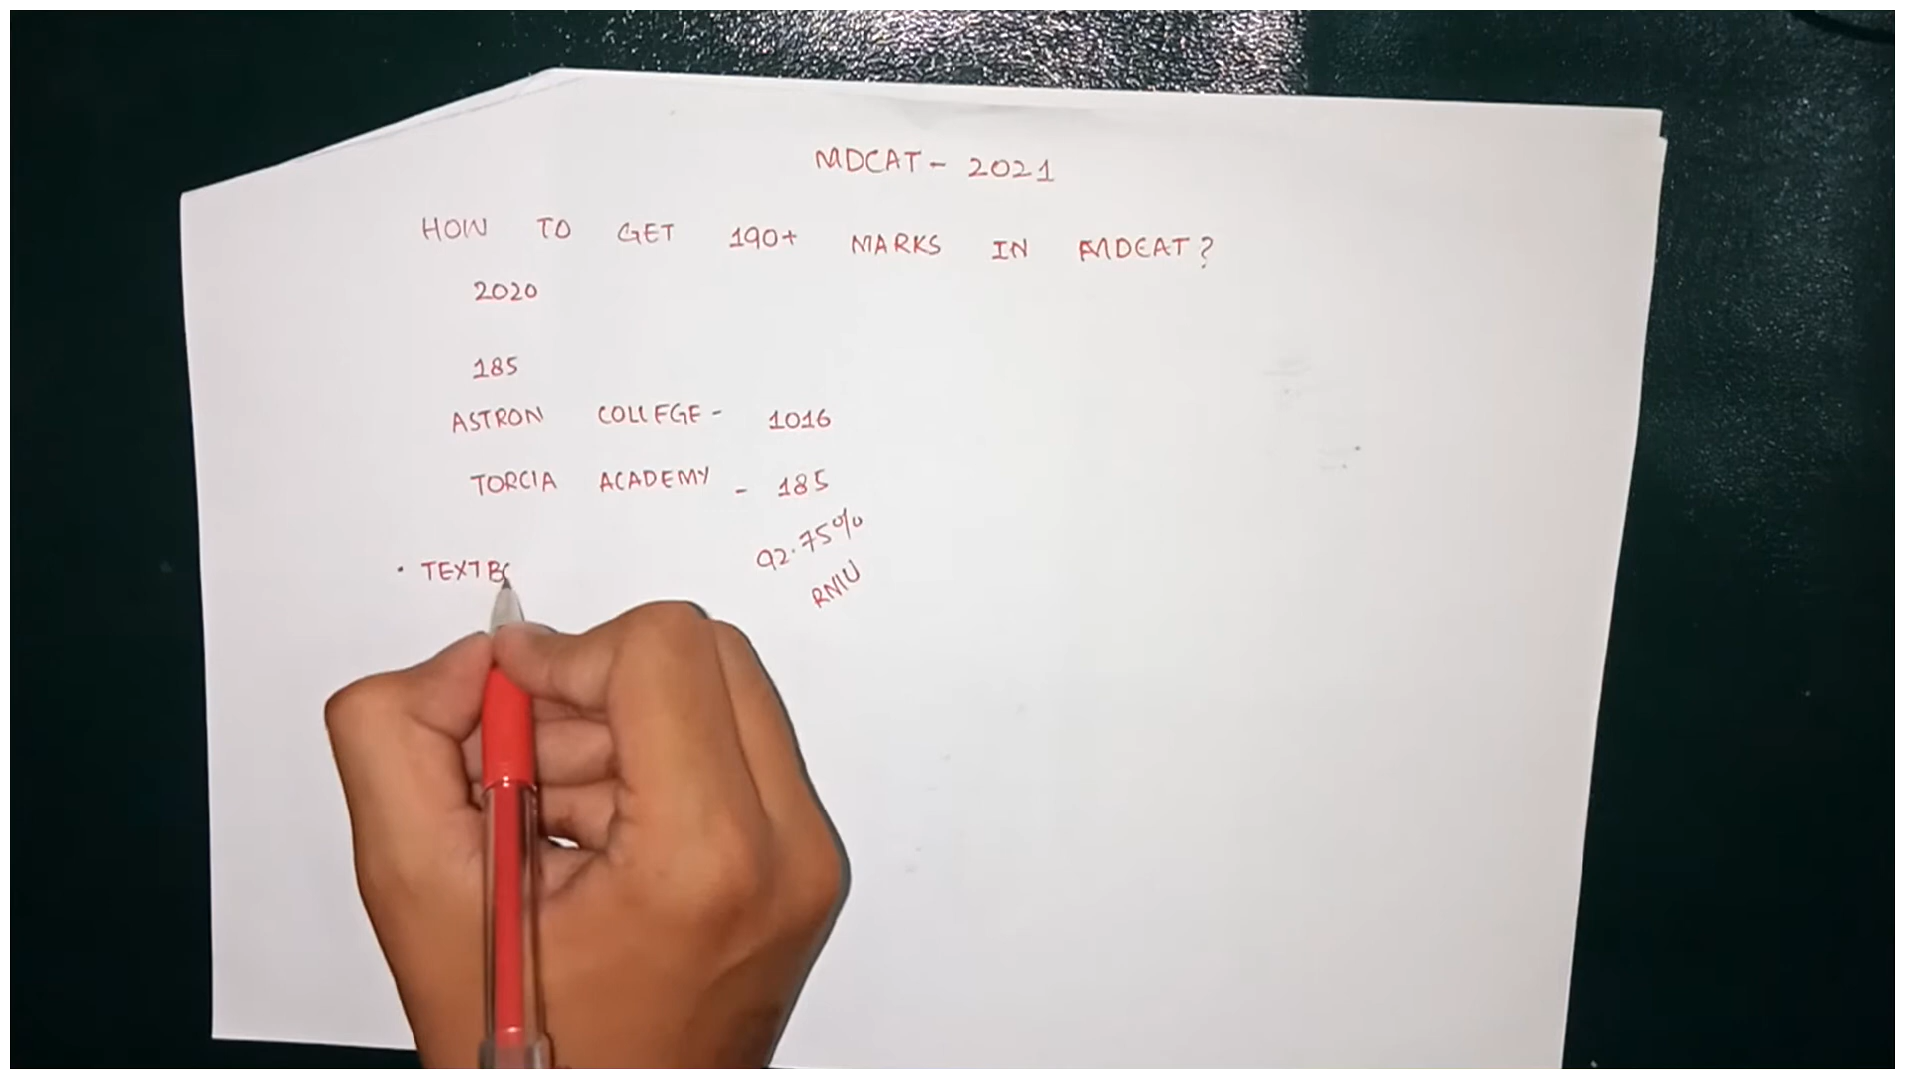 MDCAT - 2021
HOW TO GET 190+ MARKS IN MDCAT?
2020
185
ASTRON COLLEGE - 1016
TORCIA ACADEMY - 185
92.75%
RMU
• TEXTBO